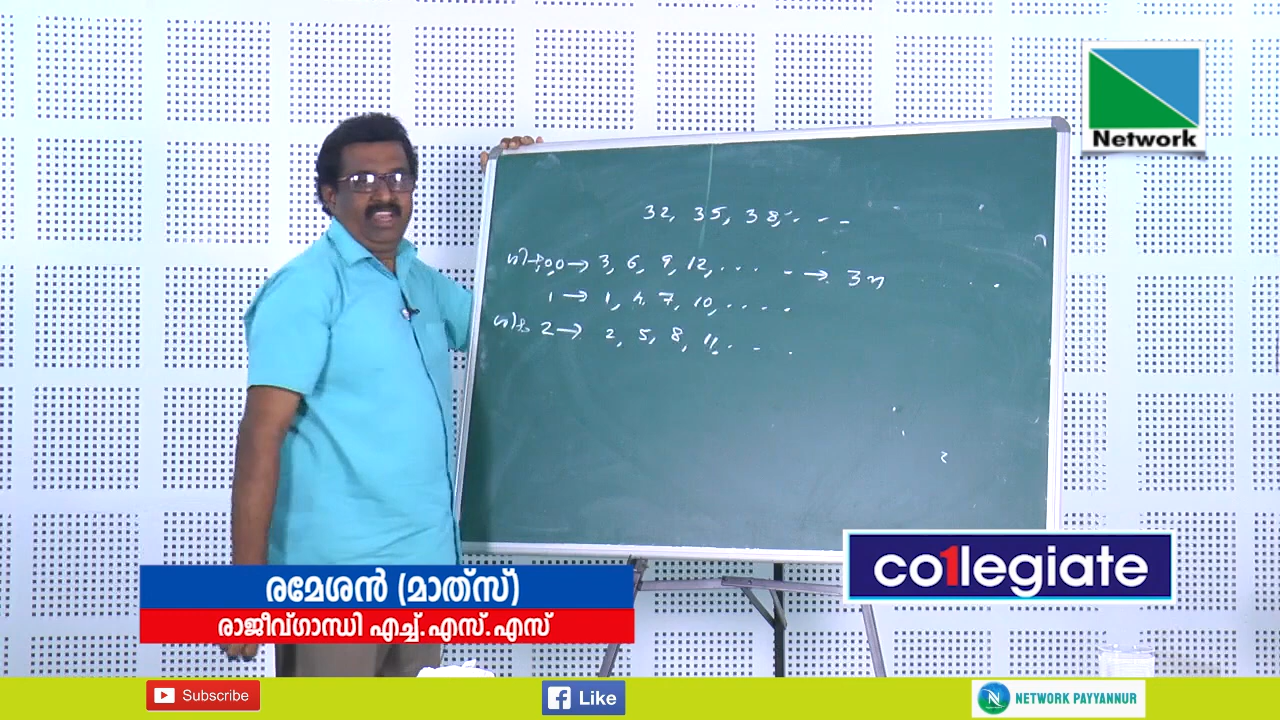 Network
32, 35, 38, . - -
0 → 3, 6, 9, 12, . . . - → 3n
1 → 1, 4, 7, 10, . . . .
2 → 2, 5, 8, 11, . - .
co1legiate
രമേശൻ (മാത്സ്)
രാജീവ്ഗാന്ധി എച്ച്.എസ്.എസ്
Subscribe
Like
NETWORK PAYYANNUR